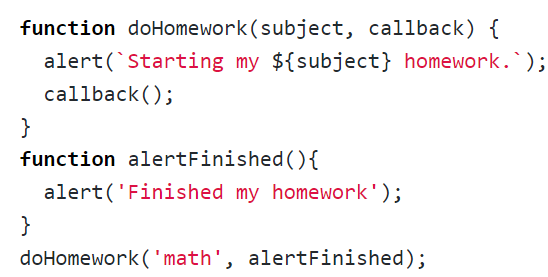 function doHomework(subject, callback) {
  alert(`Starting my ${subject} homework.`);
  callback();
}
function alertFinished(){
  alert('Finished my homework');
}
doHomework('math', alertFinished);